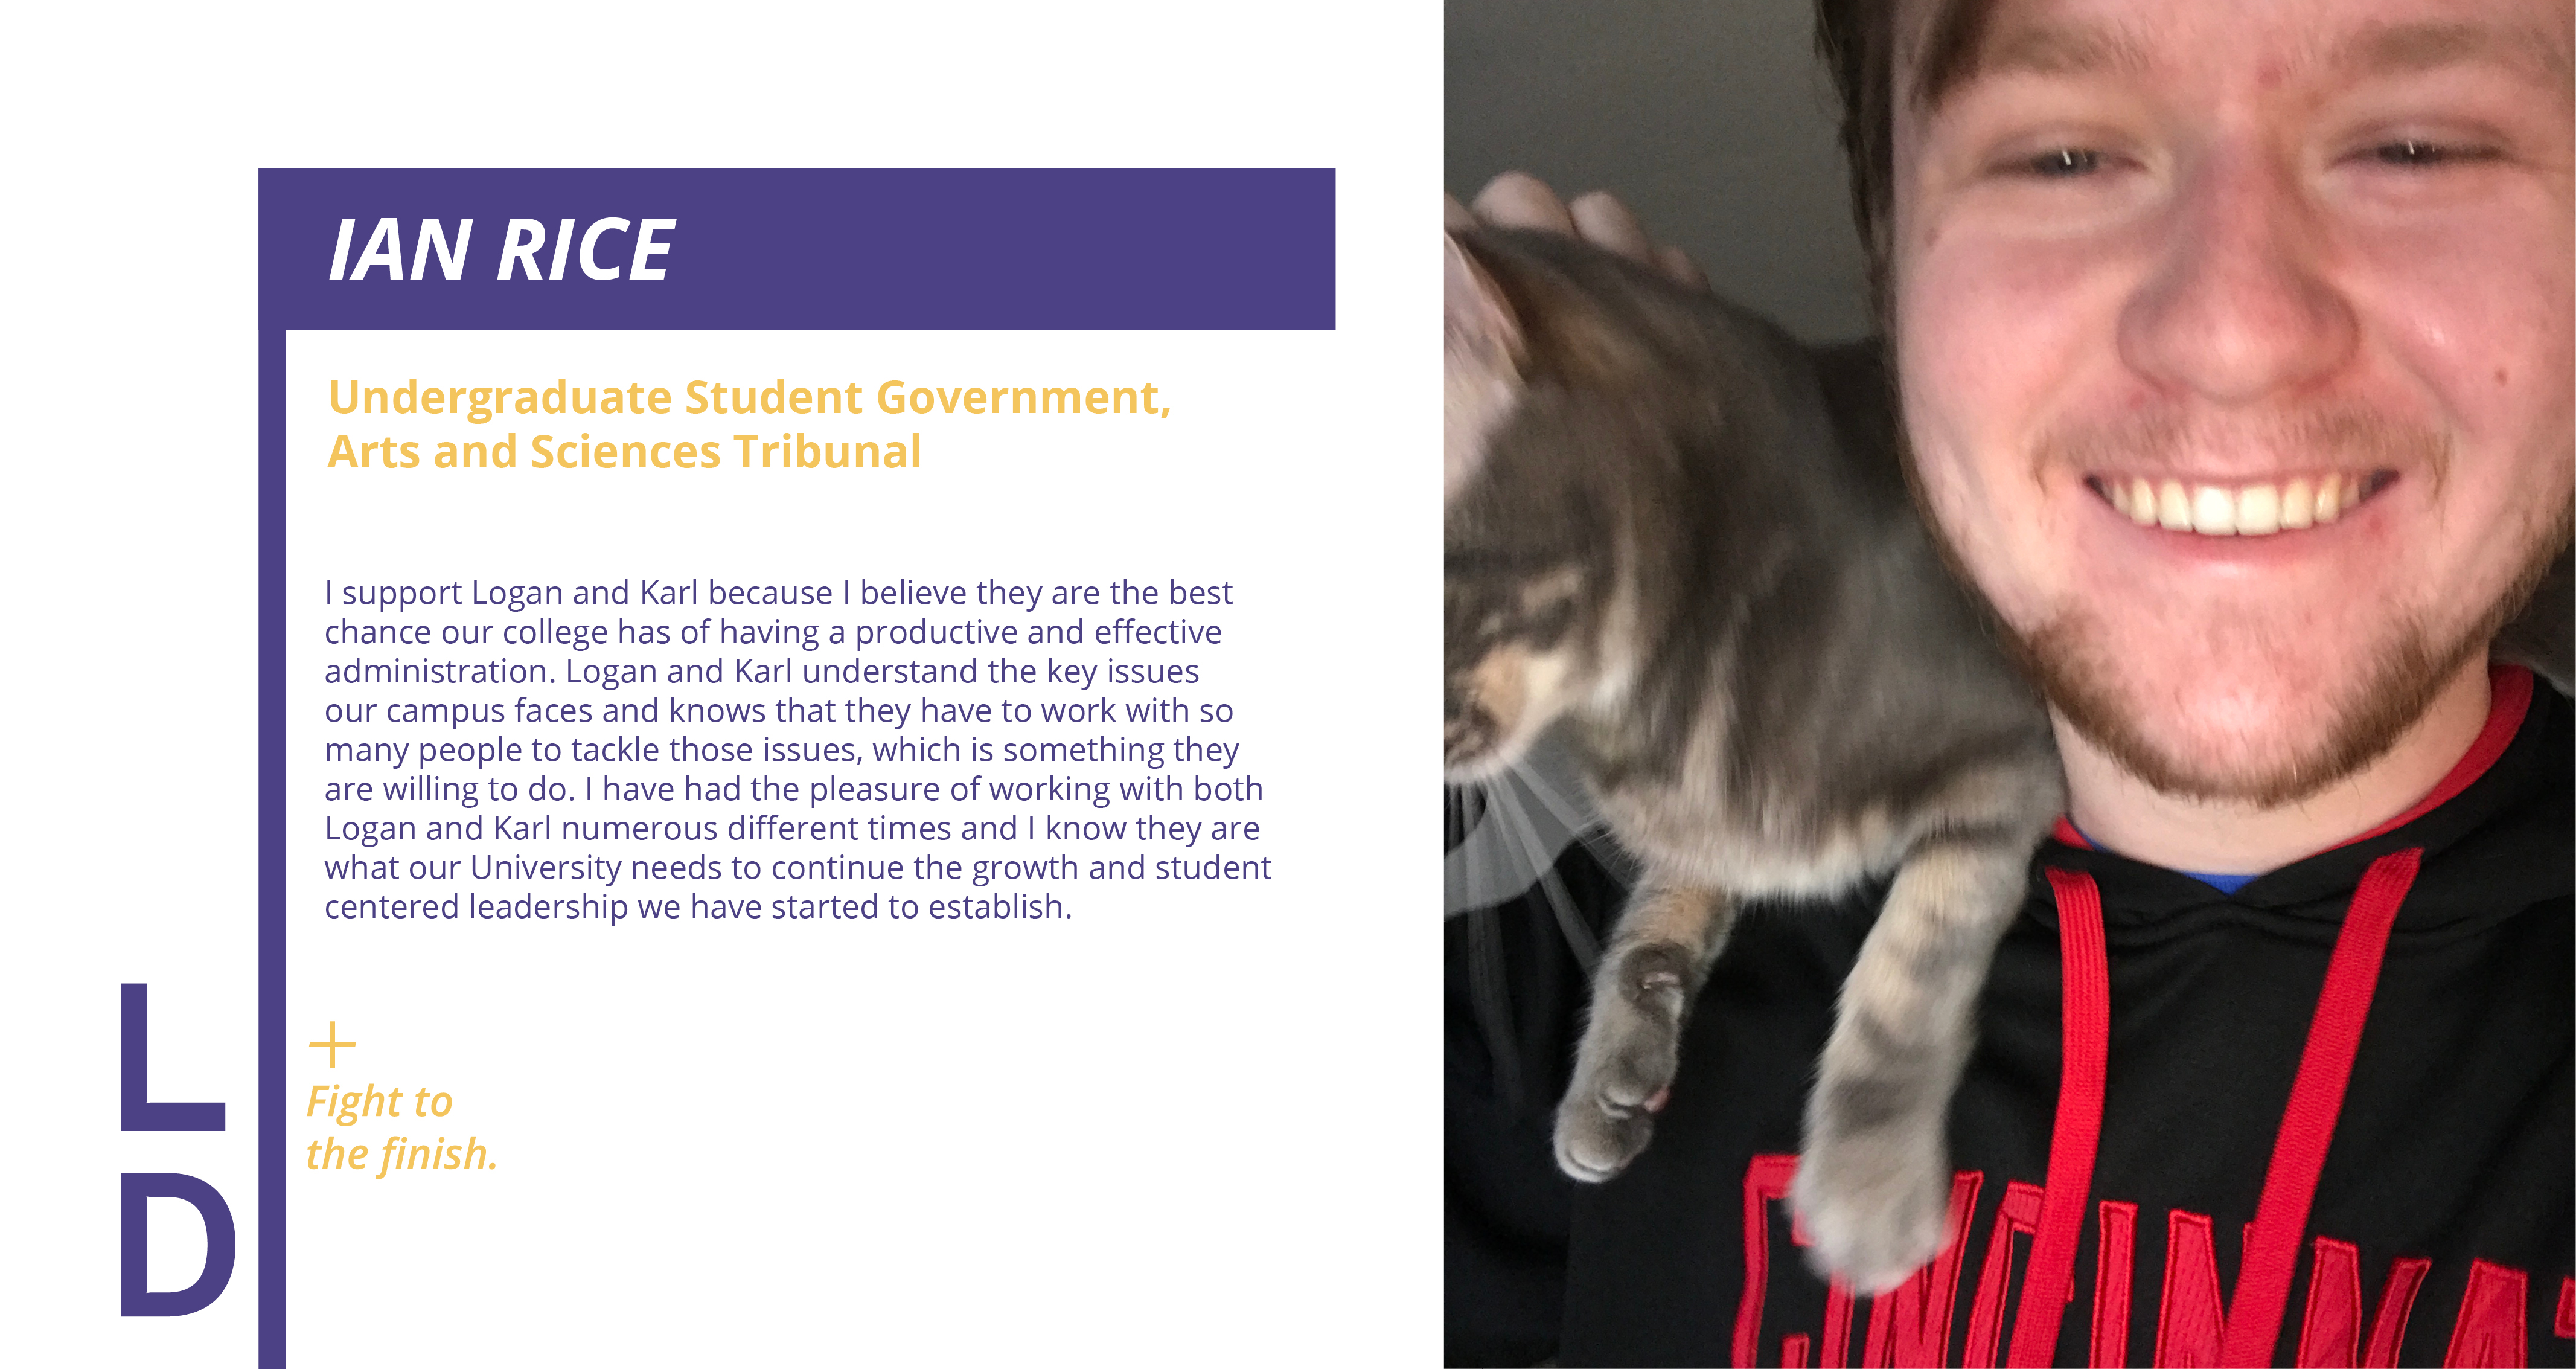 IAN RICE
Undergraduate Student Government,
Arts and Sciences Tribunal
I support Logan and Karl because I believe they are the best
chance our college has of having a productive and effective
administration. Logan and Karl understand the key issues
our campus faces and knows that they have to work with so
many people to tackle those issues, which is something they
are willing to do. I have had the pleasure of working with both
Logan and Karl numerous different times and I know they are
what our University needs to continue the growth and student
centered leadership we have started to establish.
L
D
+
Fight to
the finish.
CINCINNAT